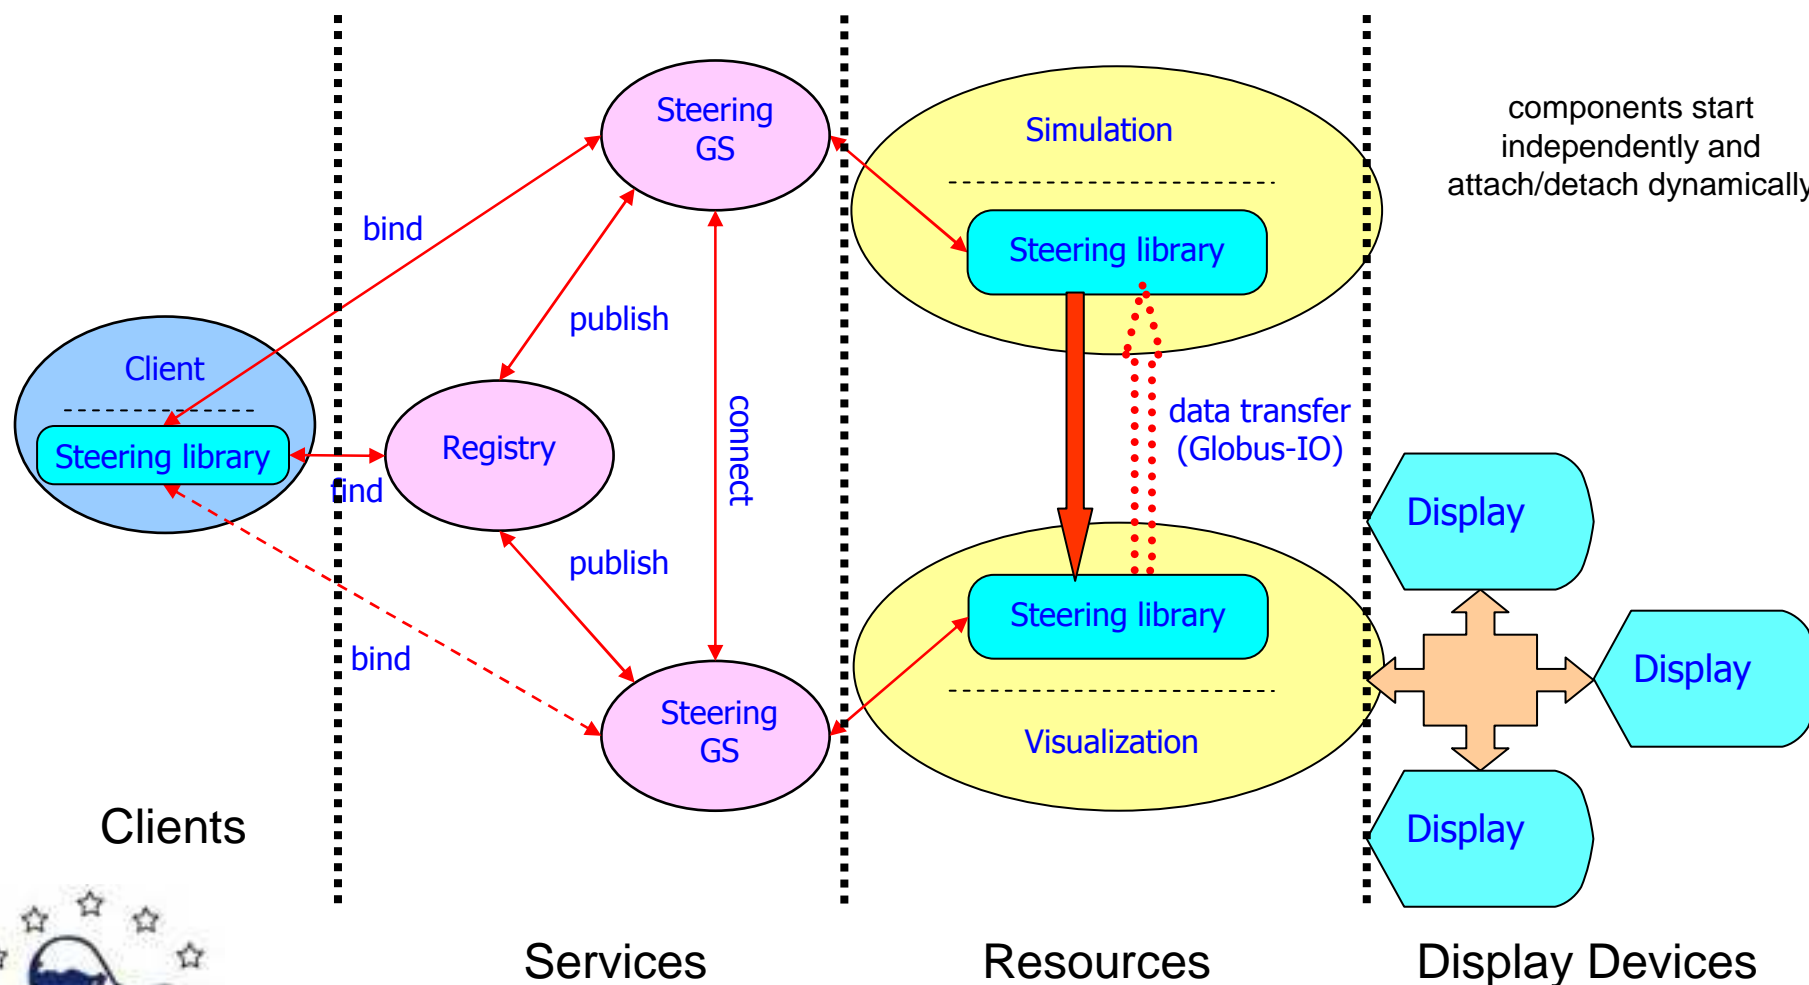 Steering
GS
Simulation
components start
independently and
attach/detach dynamically
bind
Steering library
publish
Client
connect
data transfer
(Globus-IO)
Steering library
Registry
find
Display
publish
Steering library
bind
Display
Steering
GS
Visualization
Display
Clients
Services
Resources
Display Devices